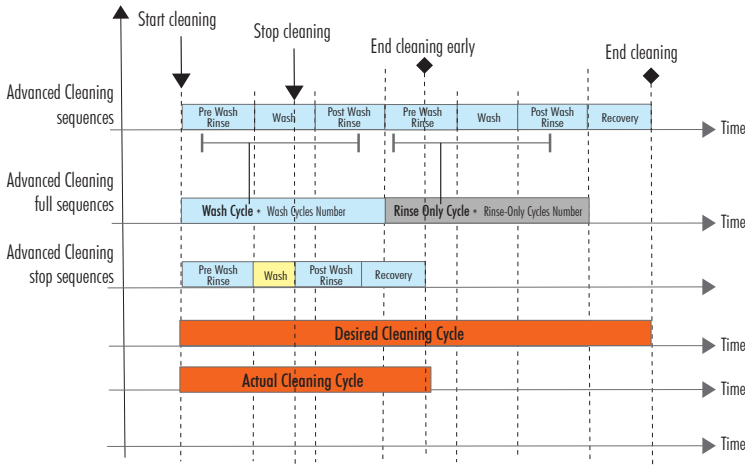 Start cleaning
Stop cleaning
End cleaning early
End cleaning
Advanced Cleaning
sequences
Pre Wash
Rinse
Wash
Post Wash
Rinse
Pre Wash
Rinse
Wash
Post Wash
Rinse
Recovery
Time
Advanced Cleaning
full sequences
Wash Cycle * Wash Cycles Number
Rinse Only Cycle * Rinse-Only Cycles Number
Time
Advanced Cleaning
stop sequences
Pre Wash
Rinse
Wash
Post Wash
Rinse
Recovery
Desired Cleaning Cycle
Time
Actual Cleaning Cycle
Time
Time